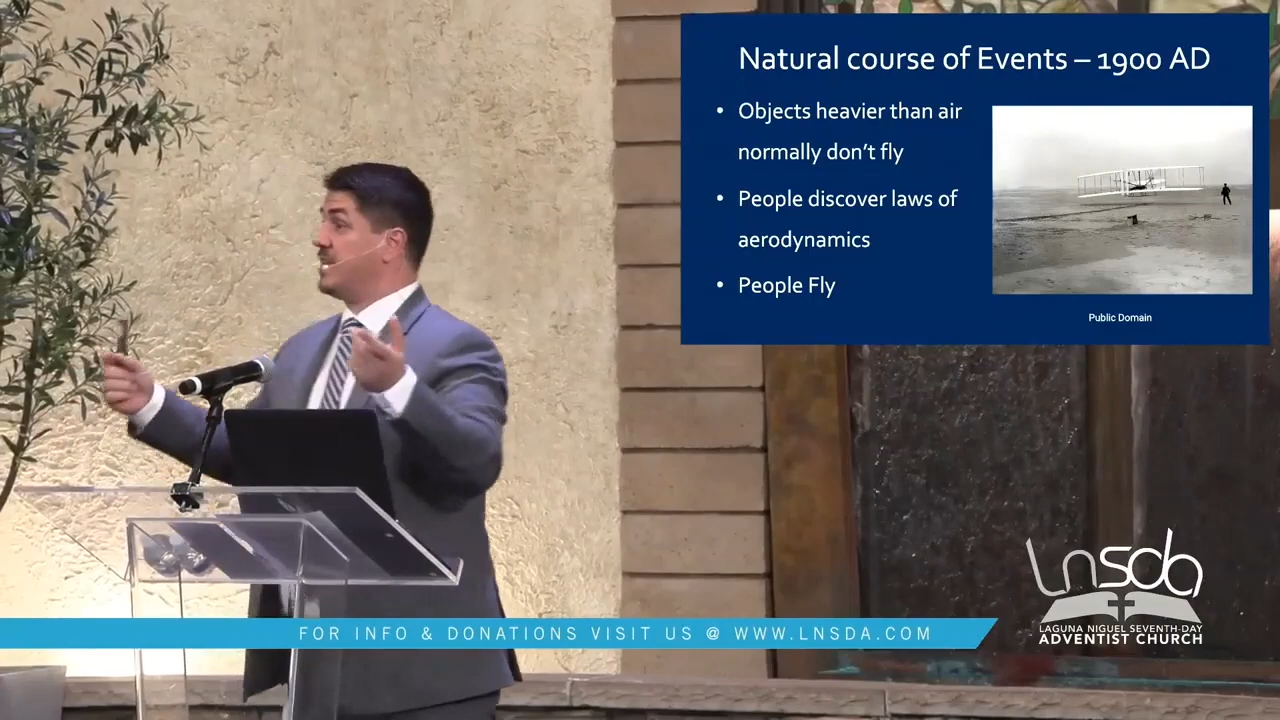 Natural course of Events – 1900 AD
• Objects heavier than air
normally don't fly
• People discover laws of
aerodynamics
• People Fly
Public Domain
lnsda
LAGUNA NIGUEL SEVENTH-DAY
ADVENTIST CHURCH
FOR INFO & DONATIONS VISIT US @ WWW.LNSDA.COM